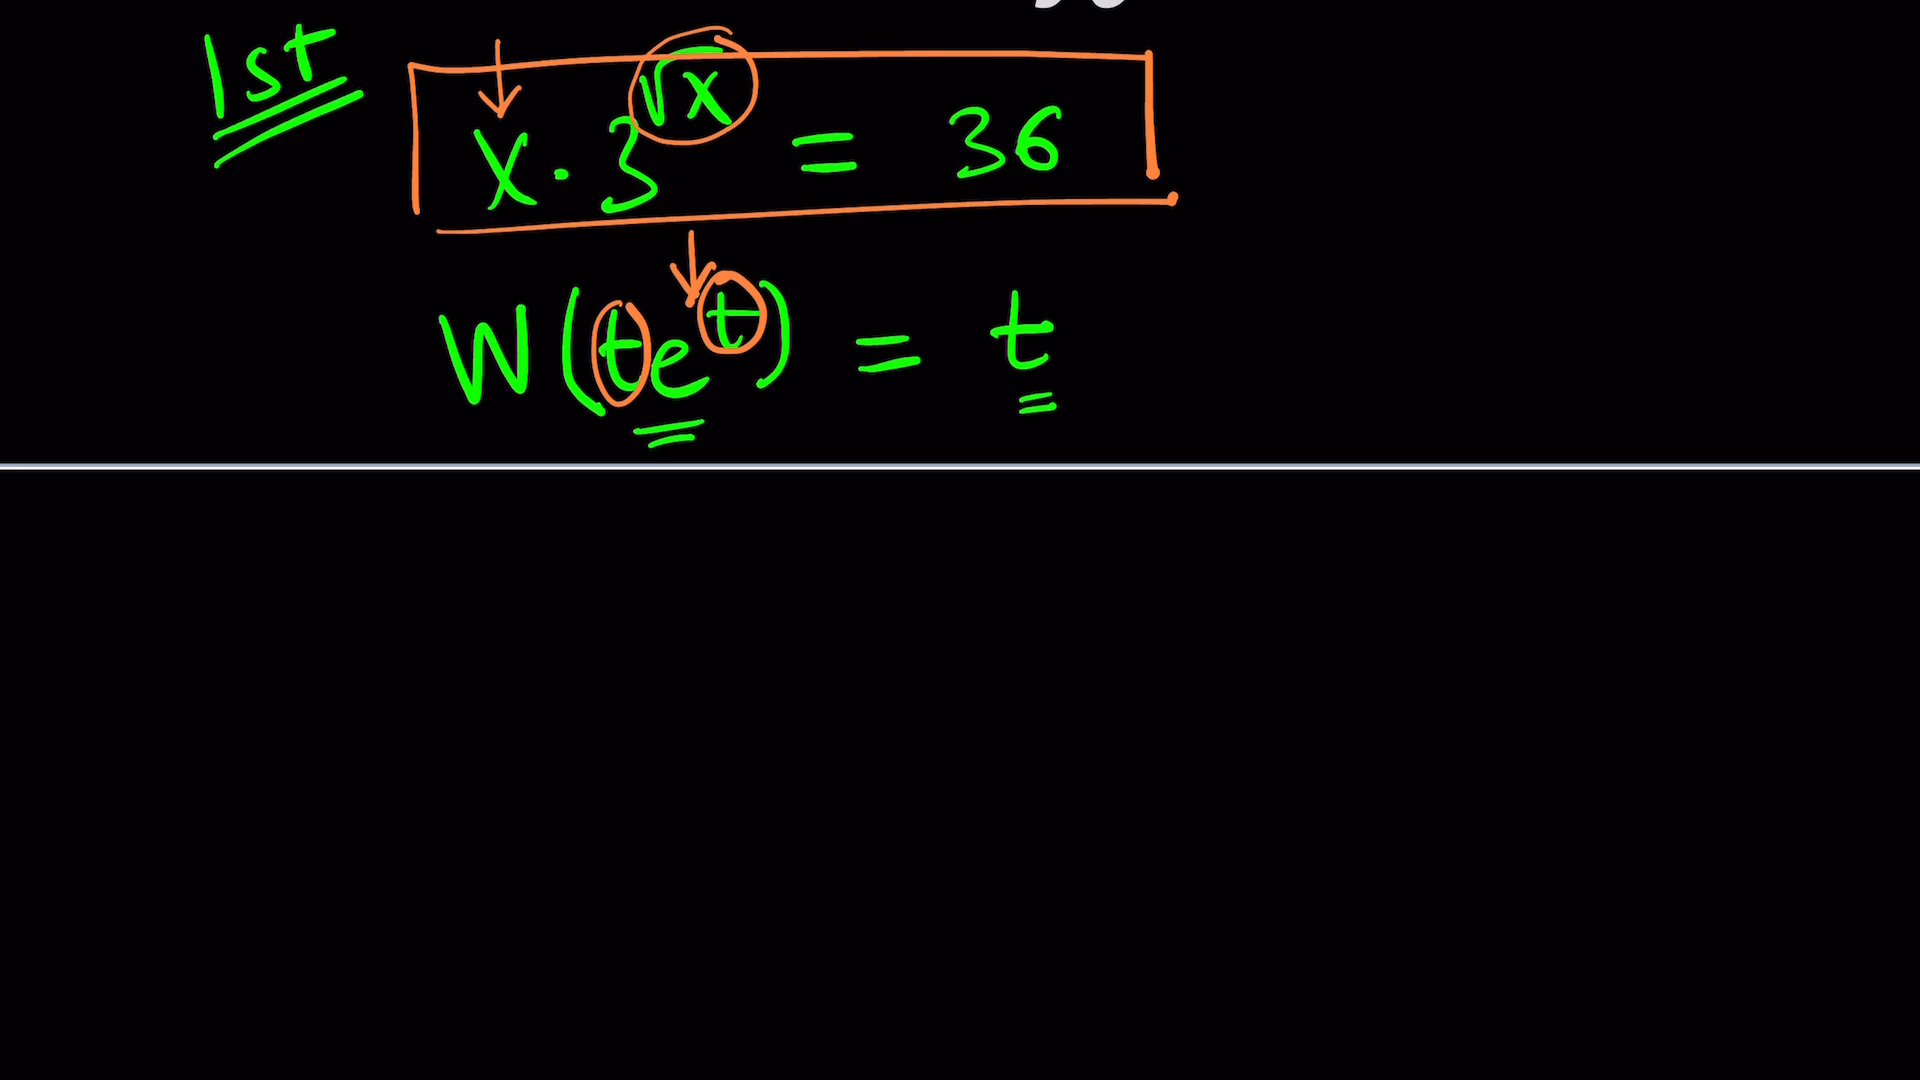 1st
x · 3^√x = 36
W(te^t) = t